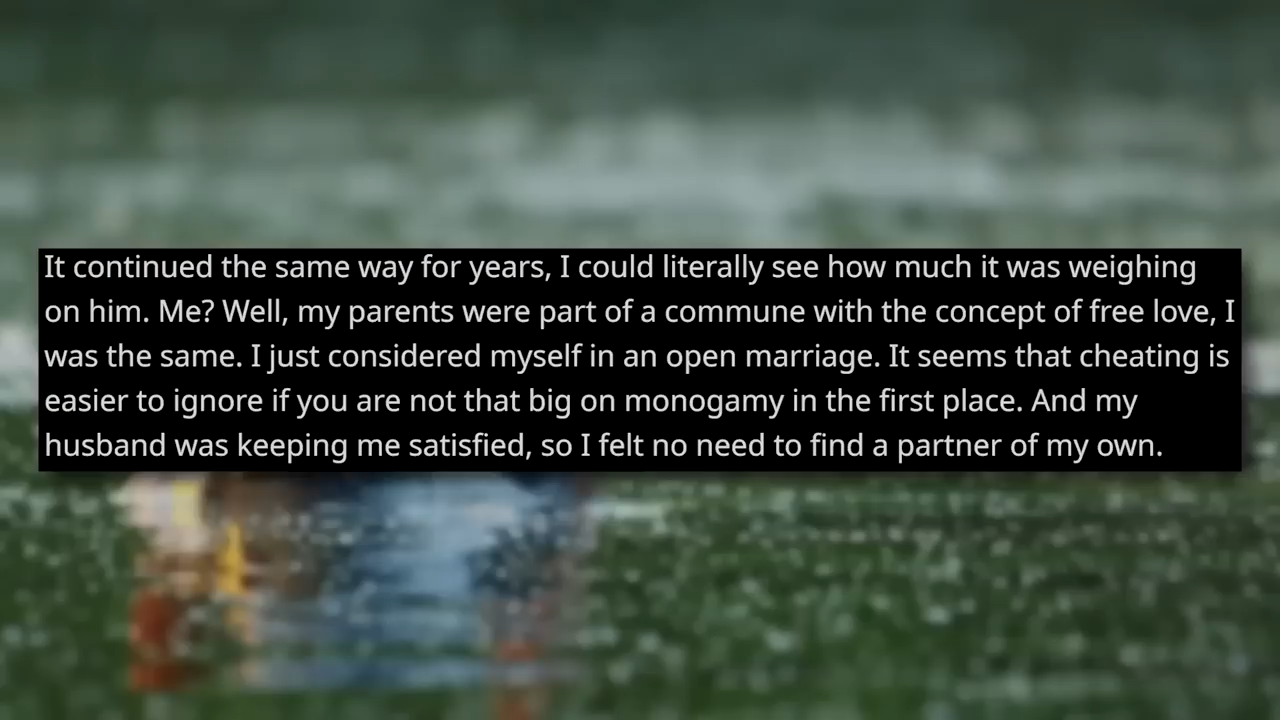 It continued the same way for years, I could literally see how much it was weighing
on him. Me? Well, my parents were part of a commune with the concept of free love, I
was the same. I just considered myself in an open marriage. It seems that cheating is
easier to ignore if you are not that big on monogamy in the first place. And my
husband was keeping me satisfied, so I felt no need to find a partner of my own.